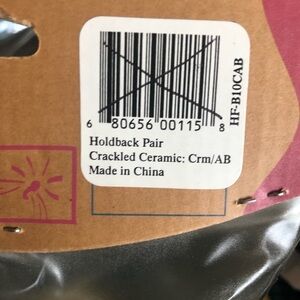 6 80656 00115 8
HF-B10CAB
Holdback Pair
Crackled Ceramic: Crm/AB
Made in China